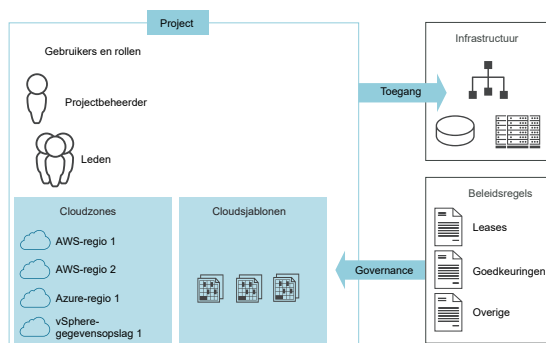 Project
Gebruikers en rollen
Projectbeheerder
Leden
Cloudzones
AWS-regio 1
AWS-regio 2
Azure-regio 1
vSphere-
gegevensopslag 1
Cloudsjablonen
Toegang
Infrastructuur
Governance
Beleidsregels
Leases
Goedkeuringen
Overige